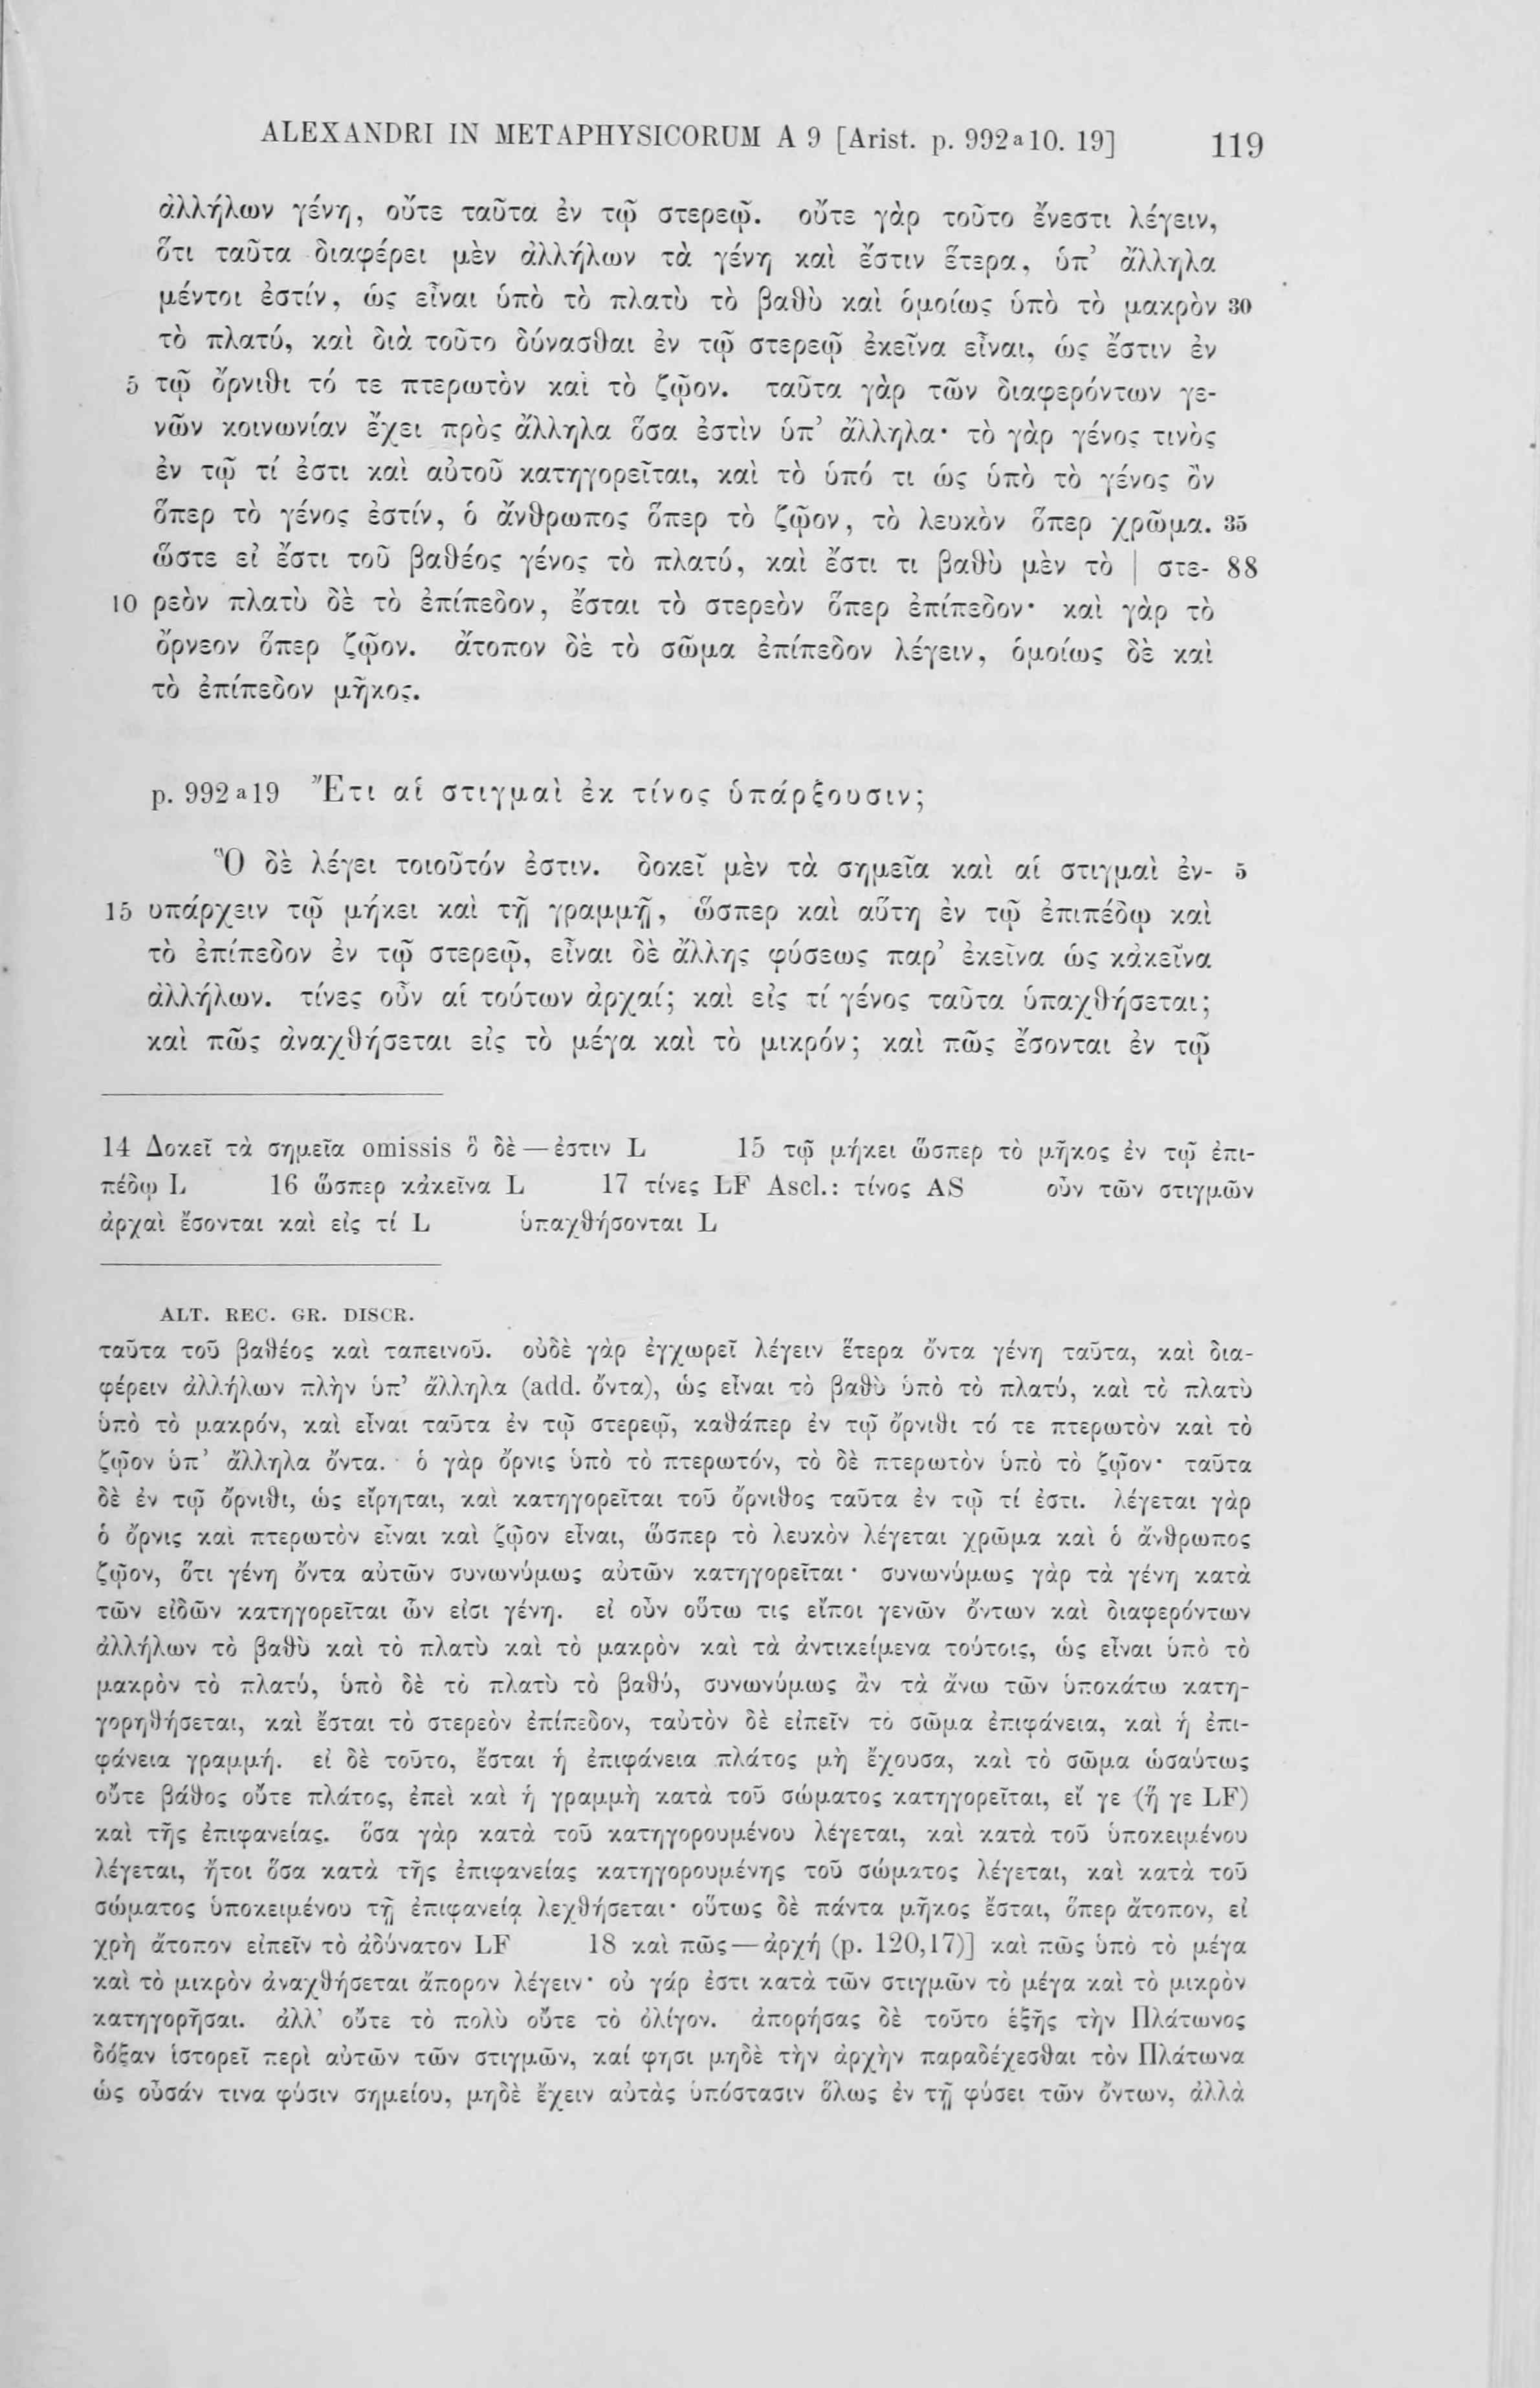 ALEXANDRI IN METAPHYSICORUM A 9 [Arist. p. 992ᵃ10. 19] 119
ἀλλήλων γένη, οὔτε ταῦτα ἐν τῷ στερεῷ. οὔτε γὰρ τοῦτο ἔνεστι λέγειν,
ὅτι ταῦτα διαφέρει μὲν ἀλλήλων τὰ γένη καὶ ἔστιν ἕτερα, ὑπ’ ἄλληλα
μέντοι ἐστίν, ὡς εἶναι ὑπὸ τὸ πλατὺ τὸ βαθὺ καὶ ὁμοίως ὑπὸ τὸ μακρὸν 30
τὸ πλατύ, καὶ διὰ τοῦτο δύνασθαι ἐν τῷ στερεῷ ἐκεῖνα εἶναι, ὡς ἔστιν ἐν
5 τῷ ὄρνιθι τό τε πτερωτὸν καὶ τὸ ζῷον. ταῦτα γὰρ τῶν διαφερόντων γε-
νῶν κοινωνίαν ἔχει πρὸς ἄλληλα ὅσα ἐστὶν ὑπ’ ἄλληλα· τὸ γὰρ γένος τινὸς
ἐν τῷ τί ἐστι καὶ αὐτοῦ κατηγορεῖται, καὶ τὸ ὑπό τι ὡς ὑπὸ τὸ γένος ὂν
ὅπερ τὸ γένος ἐστίν, ὁ ἄνθρωπος ὅπερ τὸ ζῷον, τὸ λευκὸν ὅπερ χρῶμα. 35
ὥστε εἰ ἔστι τοῦ βαθέος γένος τὸ πλατύ, καὶ ἔστι τι βαθὺ μὲν τὸ | στε- 88
10 ρεὸν πλατὺ δὲ τὸ ἐπίπεδον, ἔσται τὸ στερεὸν ὅπερ ἐπίπεδον· καὶ γὰρ τὸ
ὄρνεον ὅπερ ζῷον. ἄτοπον δὲ τὸ σῶμα ἐπίπεδον λέγειν, ὁμοίως δὲ καὶ
τὸ ἐπίπεδον μῆκος.
p. 992ᵃ19 Ἔτι αἱ στιγμαὶ ἐκ τίνος ὑπάρξουσιν;
Ὃ δὲ λέγει τοιοῦτόν ἐστιν. δοκεῖ μὲν τὰ σημεῖα καὶ αἱ στιγμαὶ ἐν- 5
15 υπάρχειν τῷ μήκει καὶ τῇ γραμμῇ, ὥσπερ καὶ αὕτη ἐν τῷ ἐπιπέδῳ καὶ
τὸ ἐπίπεδον ἐν τῷ στερεῷ, εἶναι δὲ ἄλλης φύσεως παρ’ ἐκεῖνα ὡς κἀκεῖνα
ἀλλήλων. τίνες οὖν αἱ τούτων ἀρχαί; καὶ εἰς τί γένος ταῦτα ὑπαχθήσεται;
καὶ πῶς ἀναχθήσεται εἰς τὸ μέγα καὶ τὸ μικρόν; καὶ πῶς ἔσονται ἐν τῷ
14 Δοκεῖ τὰ σημεῖα omissis ὃ δὲ — ἐστιν L 15 τῷ μήκει ὥσπερ τὸ μῆκος ἐν τῷ ἐπι-
πέδῳ L 16 ὥσπερ κἀκεῖνα L 17 τίνες LF Ascl.: τίνος AS οὖν τῶν στιγμῶν
ἀρχαὶ ἔσονται καὶ εἰς τί L ὑπαχθήσονται L
ALT. REC. GR. DISCR.
ταῦτα τοῦ βαθέος καὶ ταπεινοῦ. οὐδὲ γὰρ ἐγχωρεῖ λέγειν ἕτερα ὄντα γένη ταῦτα, καὶ δια-
φέρειν ἀλλήλων πλὴν ὑπ’ ἄλληλα (add. ὄντα), ὡς εἶναι τὸ βαθὺ ὑπὸ τὸ πλατύ, καὶ τὸ πλατὺ
ὑπὸ τὸ μακρόν, καὶ εἶναι ταῦτα ἐν τῷ στερεῷ, καθάπερ ἐν τῷ ὄρνιθι τό τε πτερωτὸν καὶ τὸ
ζῷον ὑπ’ ἄλληλα ὄντα. ὁ γὰρ ὄρνις ὑπὸ τὸ πτερωτόν, τὸ δὲ πτερωτὸν ὑπὸ τὸ ζῷον· ταῦτα
δὲ ἐν τῷ ὄρνιθι, ὡς εἴρηται, καὶ κατηγορεῖται τοῦ ὄρνιθος ταῦτα ἐν τῷ τί ἐστι. λέγεται γὰρ
ὁ ὄρνις καὶ πτερωτὸν εἶναι καὶ ζῷον εἶναι, ὥσπερ τὸ λευκὸν λέγεται χρῶμα καὶ ὁ ἄνθρωπος
ζῷον, ὅτι γένη ὄντα αὐτῶν συνωνύμως αὐτῶν κατηγορεῖται· συνωνύμως γὰρ τὰ γένη κατὰ
τῶν εἰδῶν κατηγορεῖται ὧν εἰσι γένη. εἰ οὖν οὕτω τις εἴποι γενῶν ὄντων καὶ διαφερόντων
ἀλλήλων τὸ βαθὺ καὶ τὸ πλατὺ καὶ τὸ μακρὸν καὶ τὰ ἀντικείμενα τούτοις, ὡς εἶναι ὑπὸ τὸ
μακρὸν τὸ πλατύ, ὑπὸ δὲ τὸ πλατὺ τὸ βαθύ, συνωνύμως ἂν τὰ ἄνω τῶν ὑποκάτω κατη-
γορηθήσεται, καὶ ἔσται τὸ στερεὸν ἐπίπεδον, ταὐτὸν δὲ εἰπεῖν τὸ σῶμα ἐπιφάνεια, καὶ ἡ ἐπι-
φάνεια γραμμή. εἰ δὲ τοῦτο, ἔσται ἡ ἐπιφάνεια πλάτος μὴ ἔχουσα, καὶ τὸ σῶμα ὡσαύτως
οὔτε βάθος οὔτε πλάτος, ἐπεὶ καὶ ἡ γραμμὴ κατὰ τοῦ σώματος κατηγορεῖται, εἴ γε (ἥ γε LF)
καὶ τῆς ἐπιφανείας. ὅσα γὰρ κατὰ τοῦ κατηγορουμένου λέγεται, καὶ κατὰ τοῦ ὑποκειμένου
λέγεται, ἤτοι ὅσα κατὰ τῆς ἐπιφανείας κατηγορουμένης τοῦ σώματος λέγεται, καὶ κατὰ τοῦ
σώματος ὑποκειμένου τῇ ἐπιφανείᾳ λεχθήσεται· οὕτως δὲ πάντα μῆκος ἔσται, ὅπερ ἄτοπον, εἰ
χρὴ ἄτοπον εἰπεῖν τὸ ἀδύνατον LF 18 καὶ πῶς — ἀρχή (p. 120,17)] καὶ πῶς ὑπὸ τὸ μέγα
καὶ τὸ μικρὸν ἀναχθήσεται ἄπορον λέγειν· οὐ γάρ ἐστι κατὰ τῶν στιγμῶν τὸ μέγα καὶ τὸ μικρὸν
κατηγορῆσαι. ἀλλ’ οὔτε τὸ πολὺ οὔτε τὸ ὀλίγον. ἀπορήσας δὲ τοῦτο ἑξῆς τὴν Πλάτωνος
δόξαν ἱστορεῖ περὶ αὐτῶν τῶν στιγμῶν, καί φησι μηδὲ τὴν ἀρχὴν παραδέχεσθαι τὸν Πλάτωνα
ὡς οὖσάν τινα φύσιν σημείου, μηδὲ ἔχειν αὐτὰς ὑπόστασιν ὅλως ἐν τῇ φύσει τῶν ὄντων, ἀλλὰ